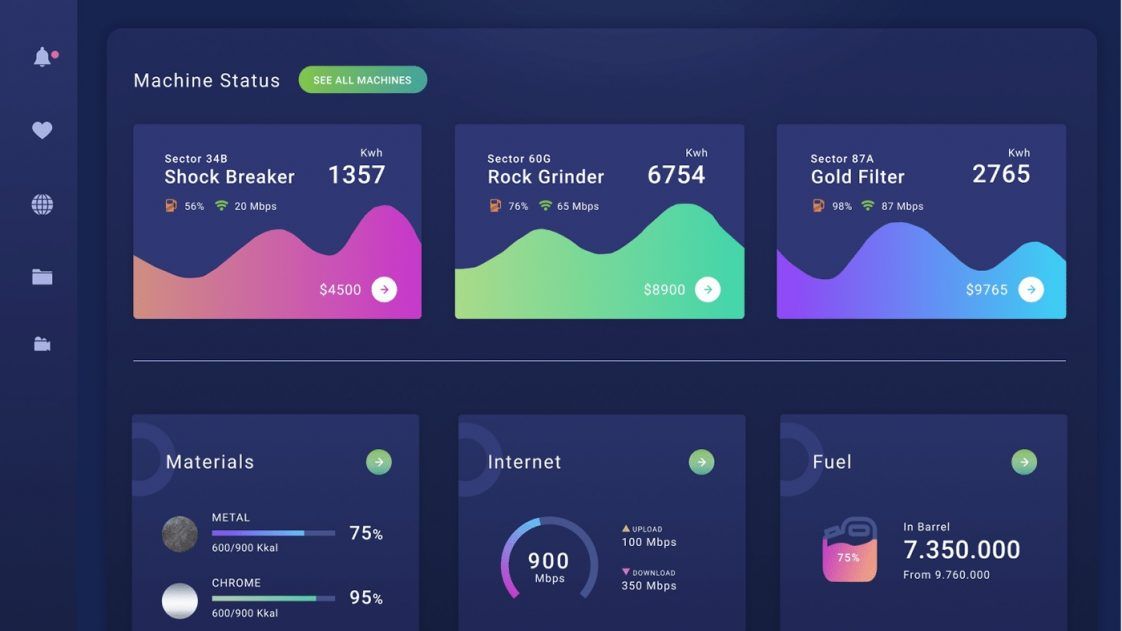 Machine Status
SEE ALL MACHINES
Sector 34B
Shock Breaker
Kwh
1357
56%
20 Mbps
$4500
Sector 60G
Rock Grinder
Kwh
6754
76%
65 Mbps
$8900
Sector 87A
Gold Filter
Kwh
2765
98%
87 Mbps
$9765
Materials
METAL
600/900 Kkal
75%
CHROME
600/900 Kkal
95%
Internet
900
Mbps
UPLOAD
100 Mbps
DOWNLOAD
350 Mbps
Fuel
75%
In Barrel
7.350.000
From 9.760.000